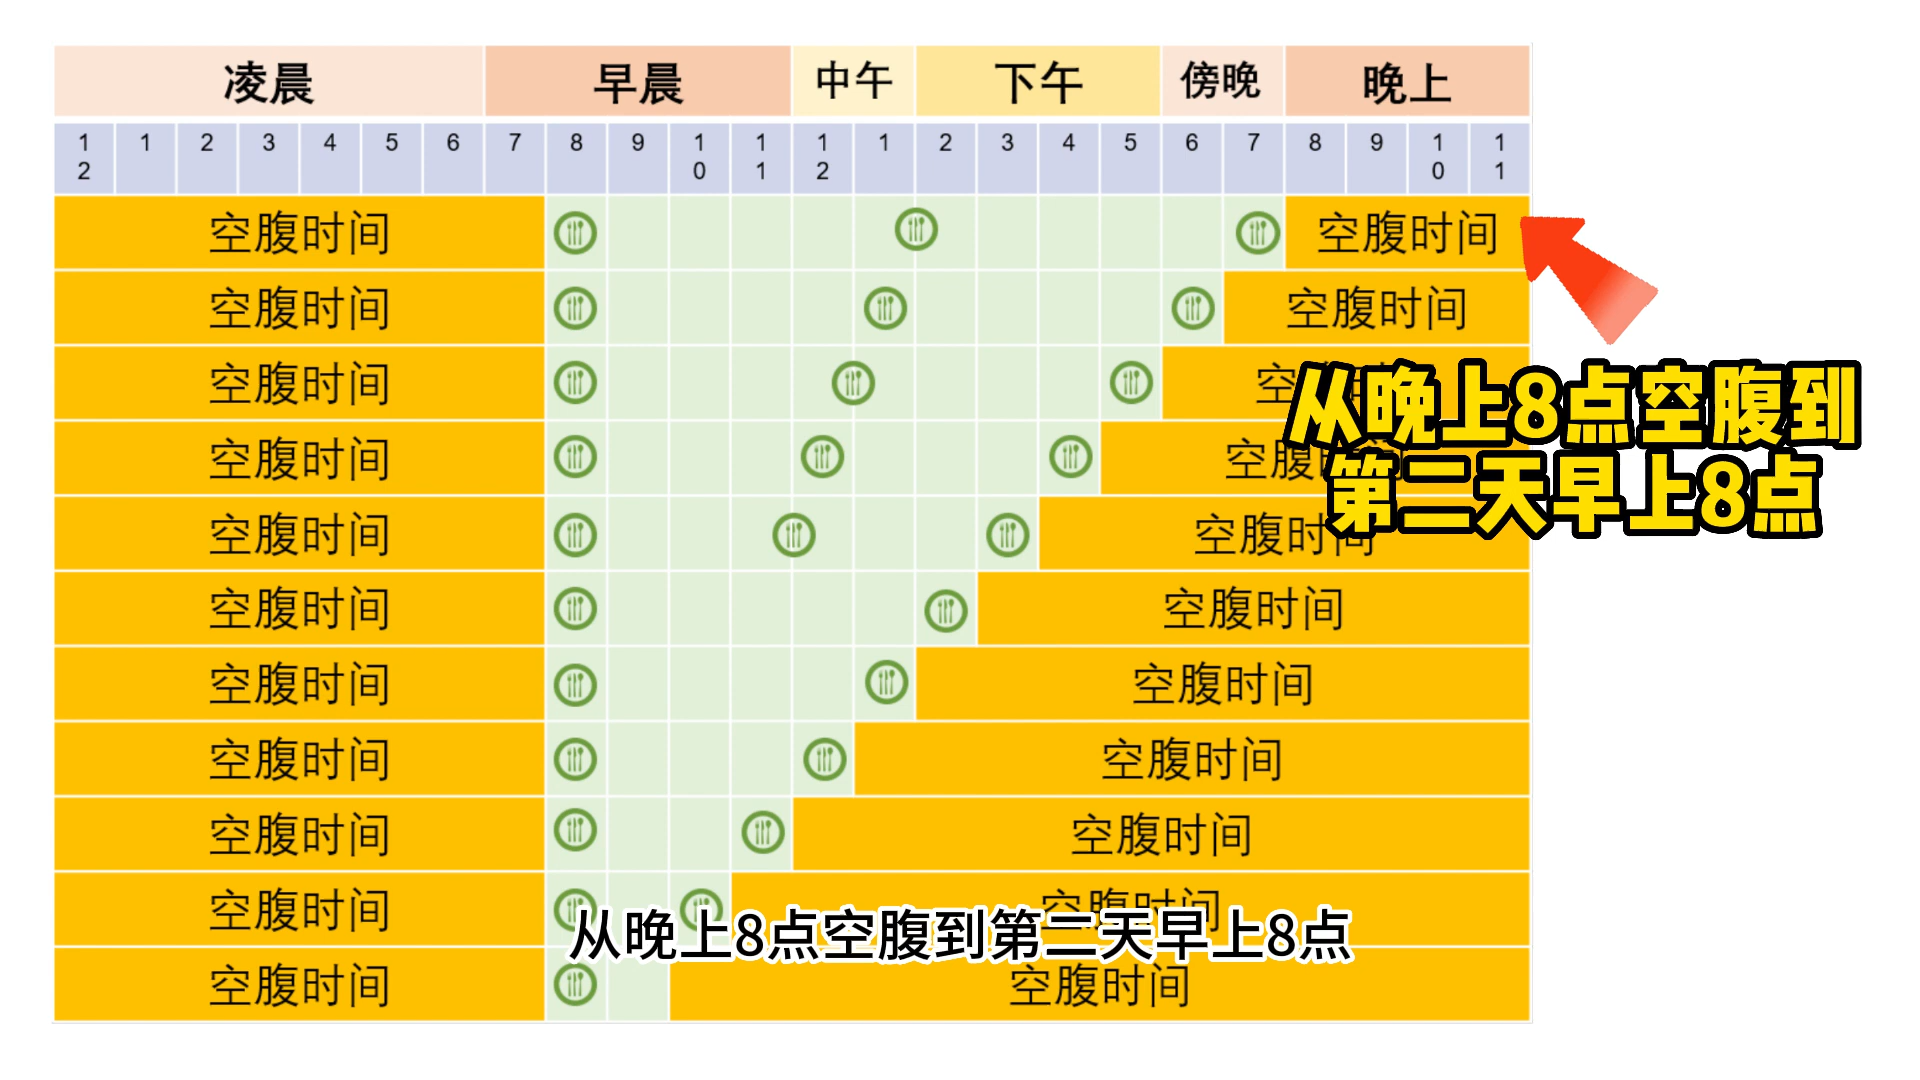 凌晨 早晨 中午 下午 傍晚 晚上
12 1 2 3 4 5 6 7 8 9 10 11 12 1 2 3 4 5 6 7 8 9 10 11
空腹时间 空腹时间
空腹时间 空腹时间
空腹时间 空
从晚上8点空腹到
空腹时间 空腹
第二天早上8点
空腹时间 空腹时间
空腹时间 空腹时间
空腹时间 空腹时间
空腹时间 空腹时间
空腹时间 空腹时间
空腹时间 空腹时间
从晚上8点空腹到第二天早上8点
空腹时间 空腹时间